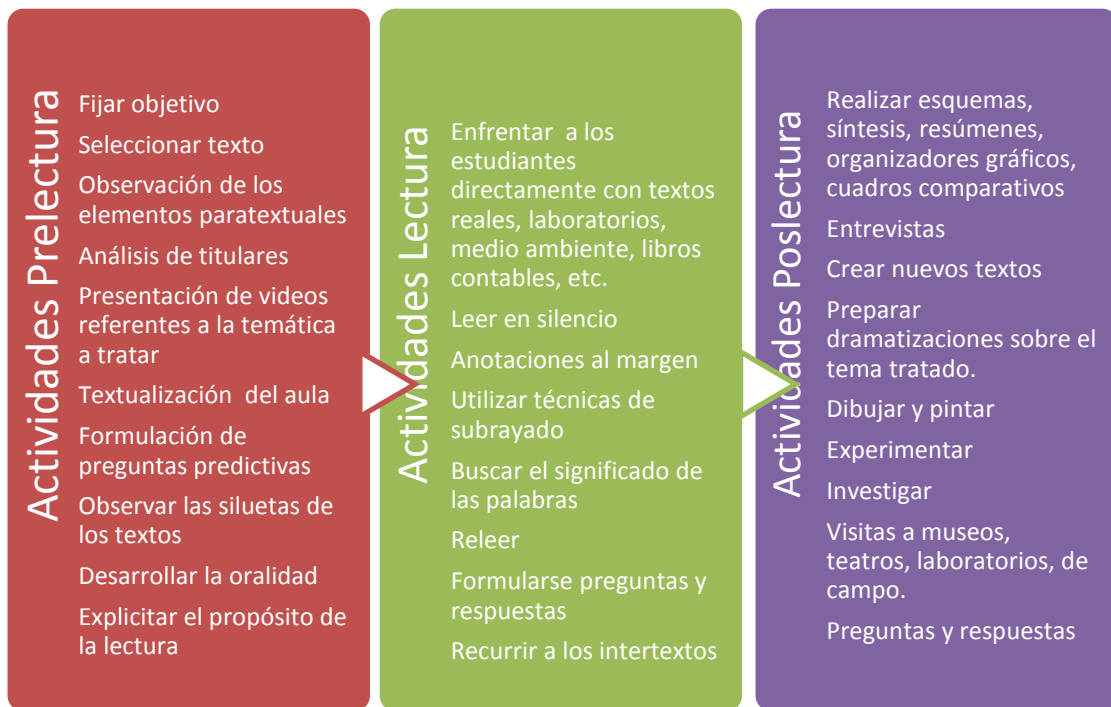 Actividades Prelectura
Fijar objetivo
Seleccionar texto
Observación de los
elementos paratextuales
Análisis de titulares
Presentación de videos
referentes a la temática
a tratar
Textualización del aula
Formulación de
preguntas predictivas
Observar las siluetas de
los textos
Desarrollar la oralidad
Explicitar el propósito de
la lectura
Actividades Lectura
Enfrentar a los
estudiantes
directamente con textos
reales, laboratorios,
medio ambiente, libros
contables, etc.
Leer en silencio
Anotaciones al margen
Utilizar técnicas de
subrayado
Buscar el significado de
las palabras
Releer
Formularse preguntas y
respuestas
Recurrir a los intertextos
Actividades Poslectura
Realizar esquemas,
síntesis, resúmenes,
organizadores gráficos,
cuadros comparativos
Entrevistas
Crear nuevos textos
Preparar
dramatizaciones sobre el
tema tratado.
Dibujar y pintar
Experimentar
Investigar
Visitas a museos,
teatros, laboratorios, de
campo.
Preguntas y respuestas